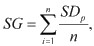 SG = \sum_{i=1}^{n} \frac{SD_p}{n},